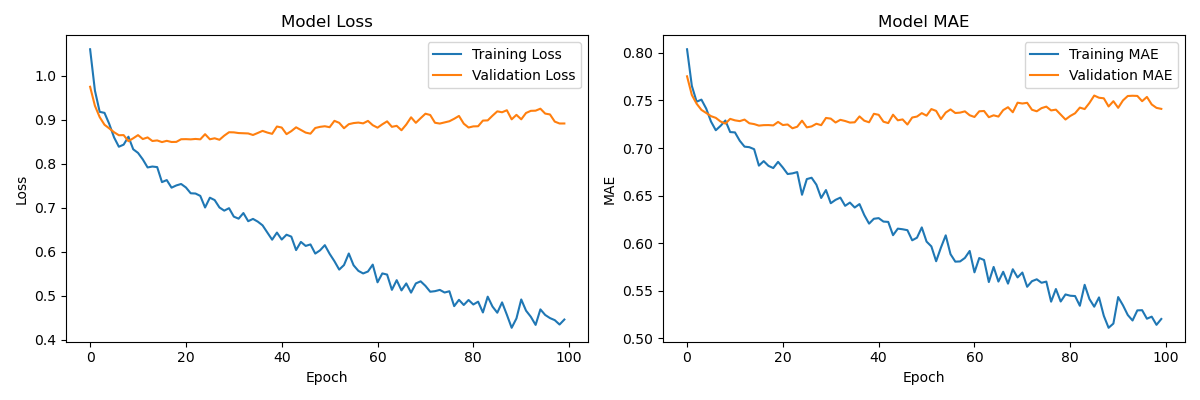 Model Loss
Training Loss
Validation Loss
Loss
1.0
0.9
0.8
0.7
0.6
0.5
0.4
0 20 40 60 80 100
Epoch
Model MAE
Training MAE
Validation MAE
MAE
0.80
0.75
0.70
0.65
0.60
0.55
0.50
0 20 40 60 80 100
Epoch